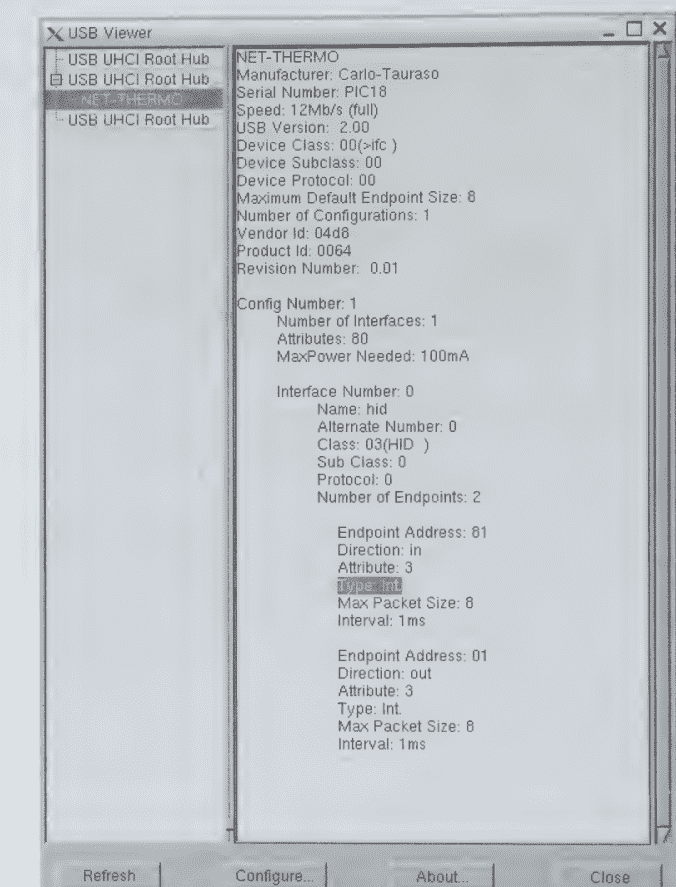 USB Viewer
USB UHCI Root Hub
USB UHCI Root Hub
NET-THERMO
USB UHCI Root Hub
NET-THERMO
Manufacturer: Carlo-Tauraso
Serial Number: PIC18
Speed: 12Mb/s (full)
USB Version: 2.00
Device Class: 00(>ifc )
Device Subclass: 00
Device Protocol: 00
Maximum Default Endpoint Size: 8
Number of Configurations: 1
Vendor Id: 04d8
Product Id: 0064
Revision Number: 0.01
Config Number: 1
Number of Interfaces: 1
Attributes: 80
MaxPower Needed: 100mA
Interface Number: 0
Name: hid
Alternate Number: 0
Class: 03(HID )
Sub Class: 0
Protocol: 0
Number of Endpoints: 2
Endpoint Address: 81
Direction: in
Attribute: 3
Type: Int.
Max Packet Size: 8
Interval: 1ms
Endpoint Address: 01
Direction: out
Attribute: 3
Type: Int.
Max Packet Size: 8
Interval: 1ms
Refresh
Configure...
About...
Close